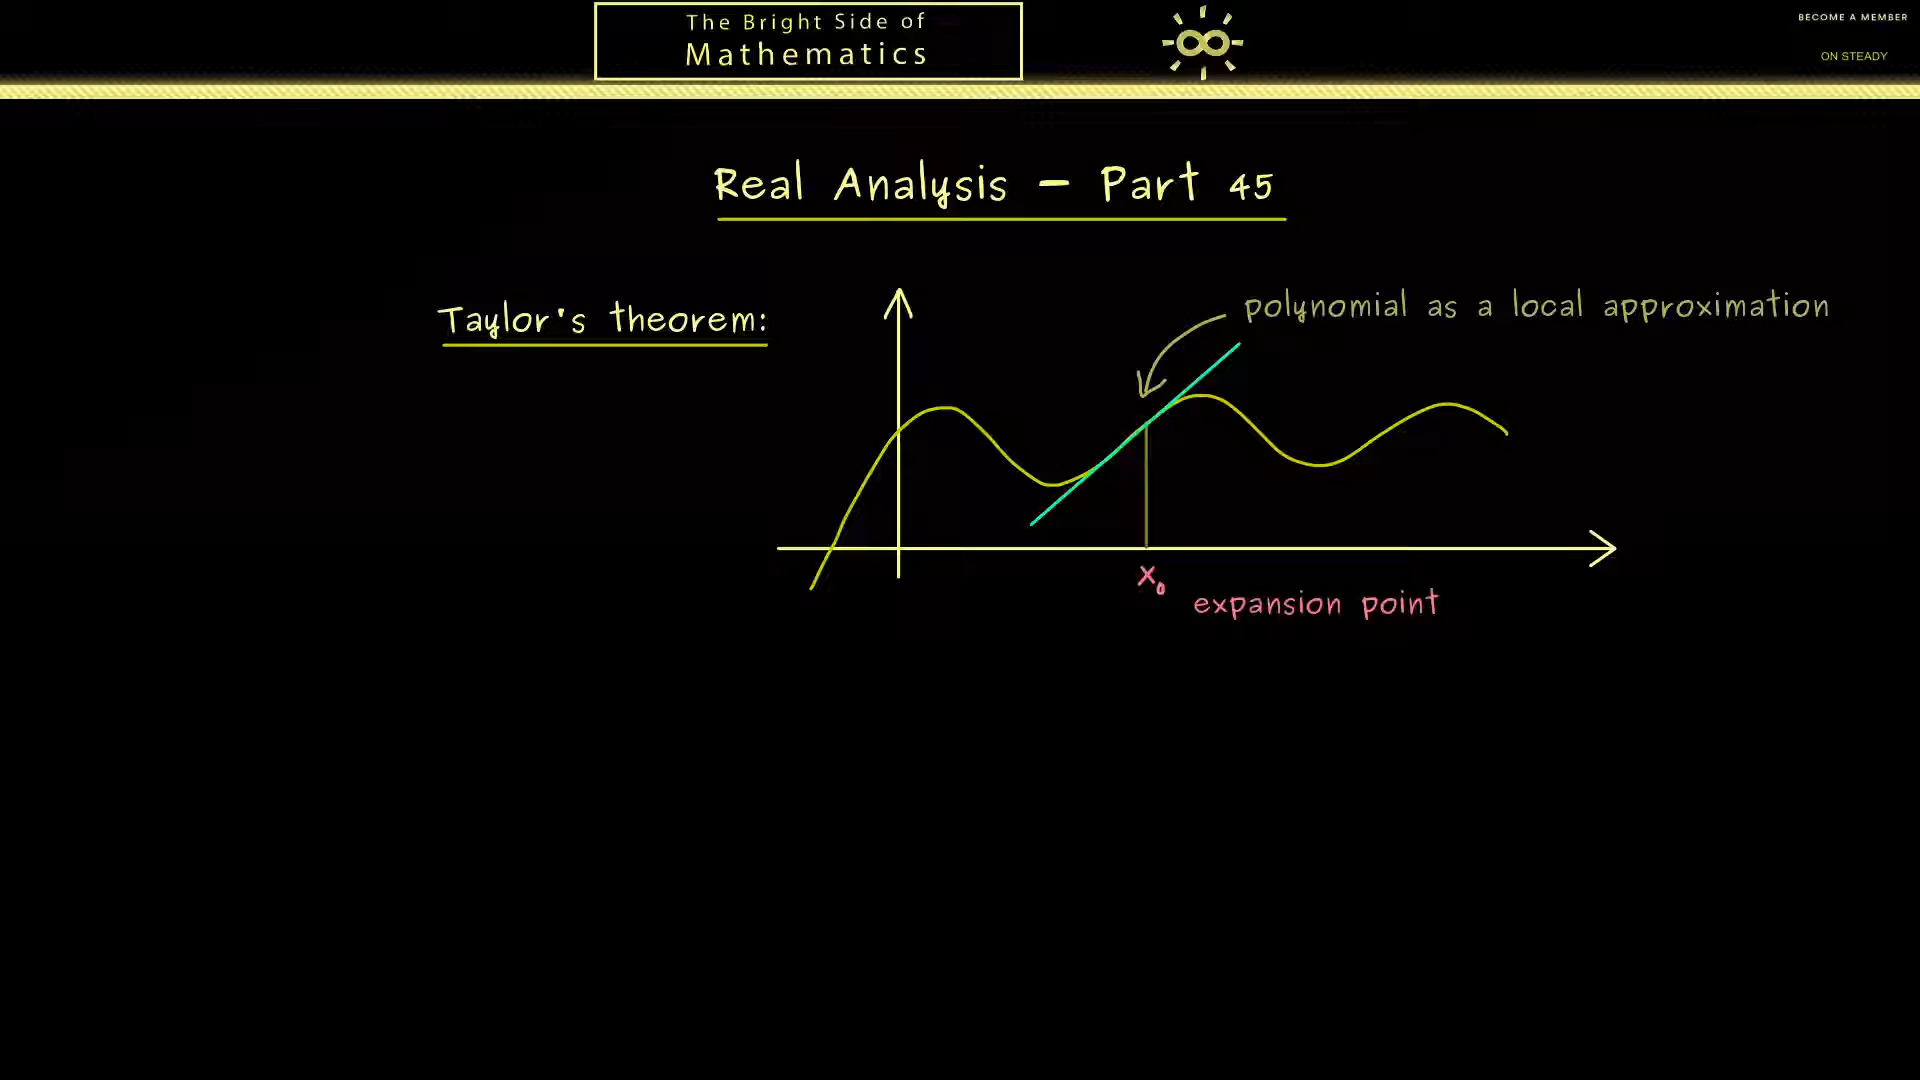 The Bright Side of
Mathematics
BECOME A MEMBER
ON STEADY
Real Analysis – Part 45
Taylor's theorem:
polynomial as a local approximation
x₀
expansion point